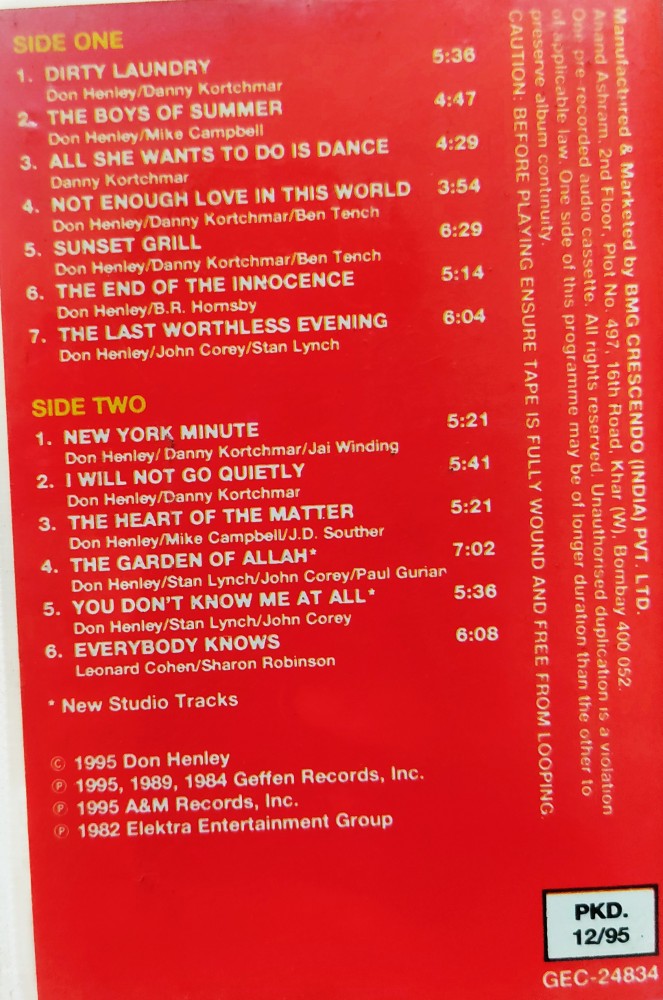 SIDE ONE
1. DIRTY LAUNDRY 5:36
Don Henley/Danny Kortchmar
2. THE BOYS OF SUMMER 4:47
Don Henley/Mike Campbell
3. ALL SHE WANTS TO DO IS DANCE 4:29
Danny Kortchmar
4. NOT ENOUGH LOVE IN THIS WORLD 3:54
Don Henley/Danny Kortchmar/Ben Tench
5. SUNSET GRILL 6:29
Don Henley/Danny Kortchmar/Ben Tench
6. THE END OF THE INNOCENCE 5:14
Don Henley/B.R. Hornsby
7. THE LAST WORTHLESS EVENING 6:04
Don Henley/John Corey/Stan Lynch
SIDE TWO
1. NEW YORK MINUTE 5:21
Don Henley/ Danny Kortchmar/Jai Winding
2. I WILL NOT GO QUIETLY 5:41
Don Henley/Danny Kortchmar
3. THE HEART OF THE MATTER 5:21
Don Henley/Mike Campbell/J.D. Souther
4. THE GARDEN OF ALLAH* 7:02
Don Henley/Stan Lynch/John Corey/Paul Gurian
5. YOU DON'T KNOW ME AT ALL* 5:36
Don Henley/Stan Lynch/John Corey
6. EVERYBODY KNOWS 6:08
Leonard Cohen/Sharon Robinson
* New Studio Tracks
© 1995 Don Henley
℗ 1995, 1989, 1984 Geffen Records, Inc.
℗ 1995 A&M Records, Inc.
℗ 1982 Elektra Entertainment Group
Manufactured & Marketed by BMG CRESCENDO (INDIA) PVT. LTD.
Anand Ashram, 2nd Floor, Plot No. 497, 16th Road, Khar (W), Bombay 400 052.
One pre-recorded audio cassette. All rights reserved. Unauthorised duplication is a violation
of applicable law. One side of this programme may be of longer duration than the other to
preserve album continuity.
CAUTION: BEFORE PLAYING ENSURE TAPE IS FULLY WOUND AND FREE FROM LOOPING.
PKD.
12/95
GEC-24834